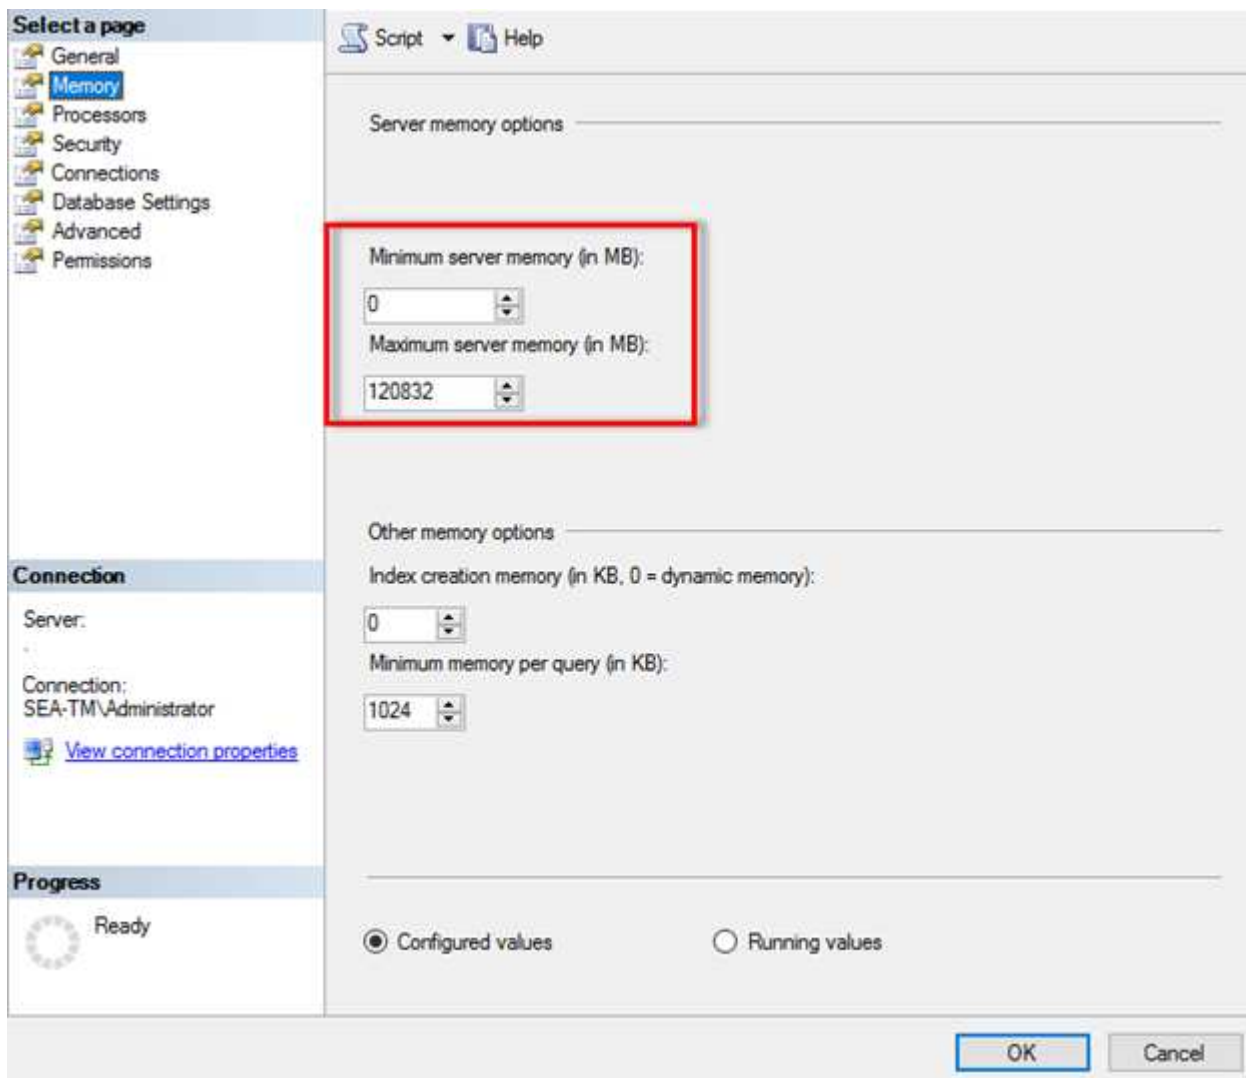 Select a page
General
Memory
Processors
Security
Connections
Database Settings
Advanced
Permissions
Connection
Server:
.
Connection:
SEA-TM\Administrator
View connection properties
Progress
Ready
Script Help
Server memory options
Minimum server memory (in MB):
0
Maximum server memory (in MB):
120832
Other memory options
Index creation memory (in KB, 0 = dynamic memory):
0
Minimum memory per query (in KB):
1024
Configured values Running values
OK Cancel